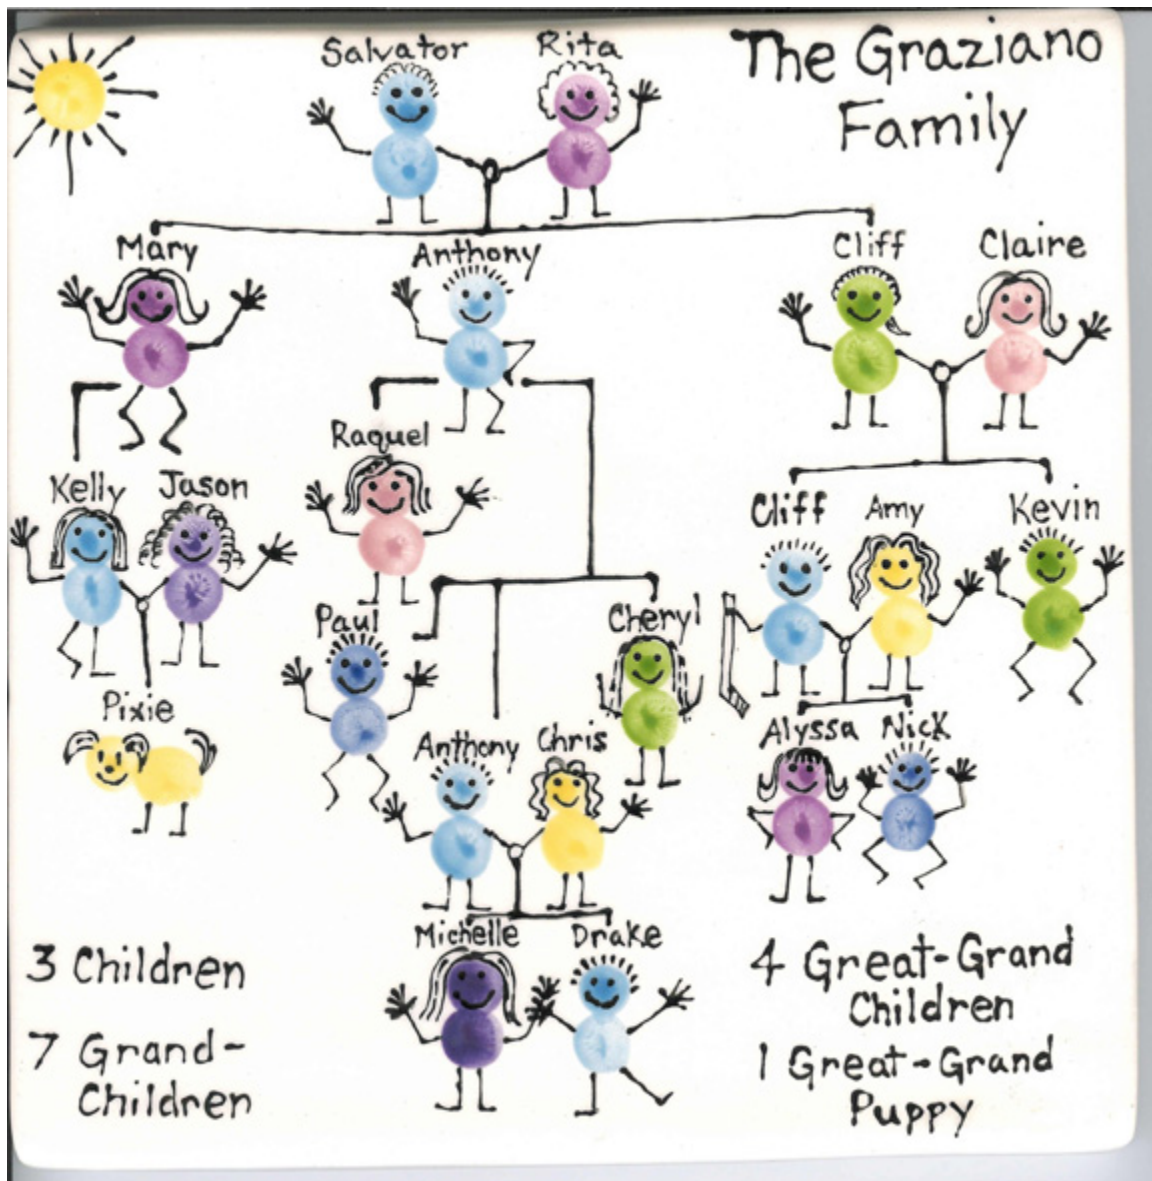 The Graziano
Family
Salvator Rita
Mary Anthony Cliff Claire
Raquel
Kelly Jason Cliff Amy Kevin
Paul Cheryl
Pixie
Anthony Chris Alyssa Nick
Michelle Drake
3 Children
7 Grand-
Children
4 Great-Grand
Children
1 Great-Grand
Puppy